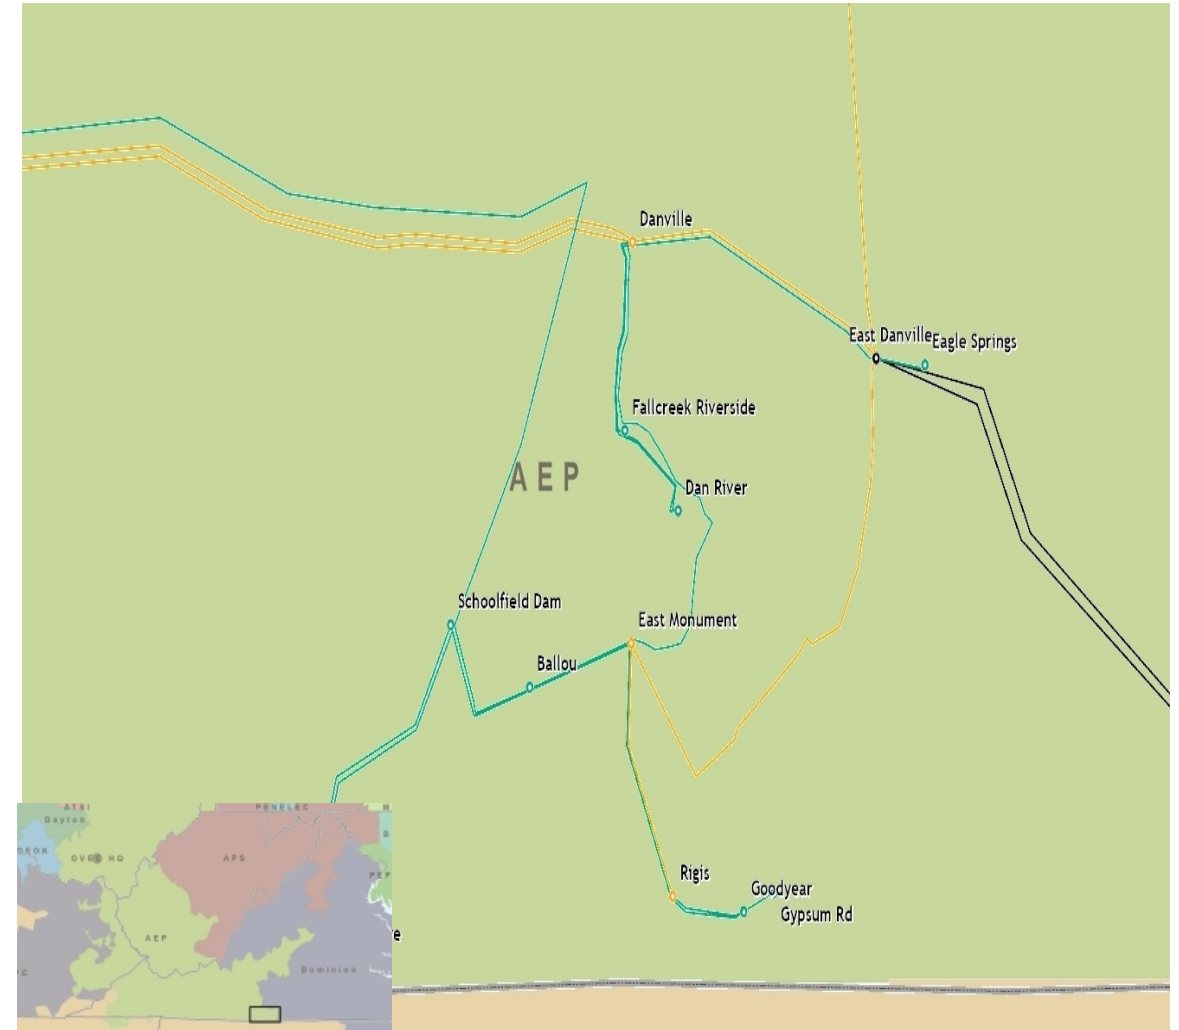 Danville
East Danville
Eagle Springs
Fallcreek Riverside
AEP
Dan River
Schoolfield Dam
East Monument
Ballou
Rigis
Goodyear
Gypsum Rd
ATSI
PENELEC
Dayton
APS
AEP
Dominion